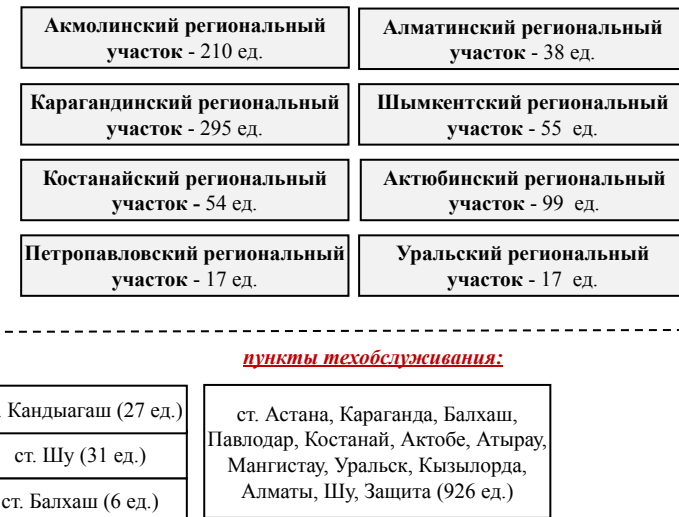 Акмолинский региональный
участок - 210 ед.
Алматинский региональный
участок - 38 ед.
Карагандинский региональный
участок - 295 ед.
Шымкентский региональный
участок - 55 ед.
Костанайский региональный
участок - 54 ед.
Актюбинский региональный
участок - 99 ед.
Петропавловский региональный
участок - 17 ед.
Уральский региональный
участок - 17 ед.
пункты техобслуживания:
Кандыагаш (27 ед.)
ст. Шу (31 ед.)
ст. Балхаш (6 ед.)
ст. Астана, Караганда, Балхаш,
Павлодар, Костанай, Актобе, Атырау,
Мангистау, Уральск, Кызылорда,
Алматы, Шу, Защита (926 ед.)